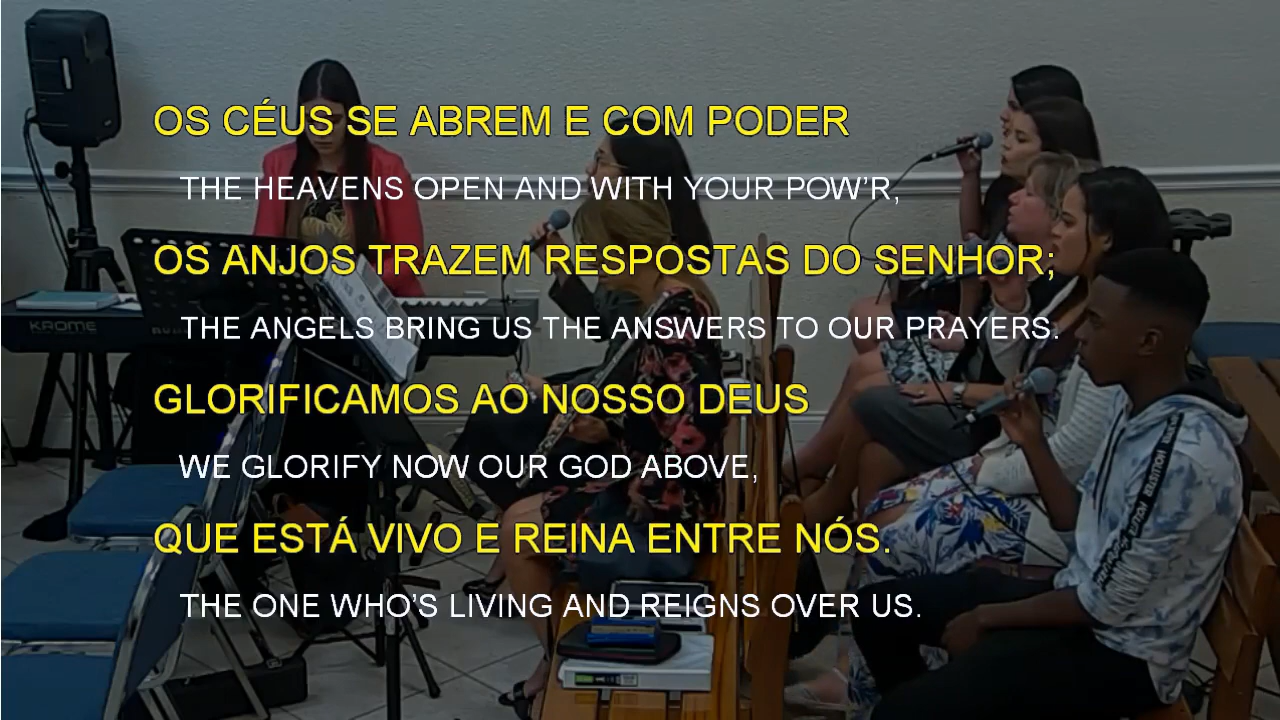 OS CÉUS SE ABREM E COM PODER
THE HEAVENS OPEN AND WITH YOUR POW'R,
OS ANJOS TRAZEM RESPOSTAS DO SENHOR;
THE ANGELS BRING US THE ANSWERS TO OUR PRAYERS.
KROME
GLORIFICAMOS AO NOSSO DEUS
WE GLORIFY NOW OUR GOD ABOVE,
QUE ESTÁ VIVO E REINA ENTRE NÓS.
THE ONE WHO'S LIVING AND REIGNS OVER US.